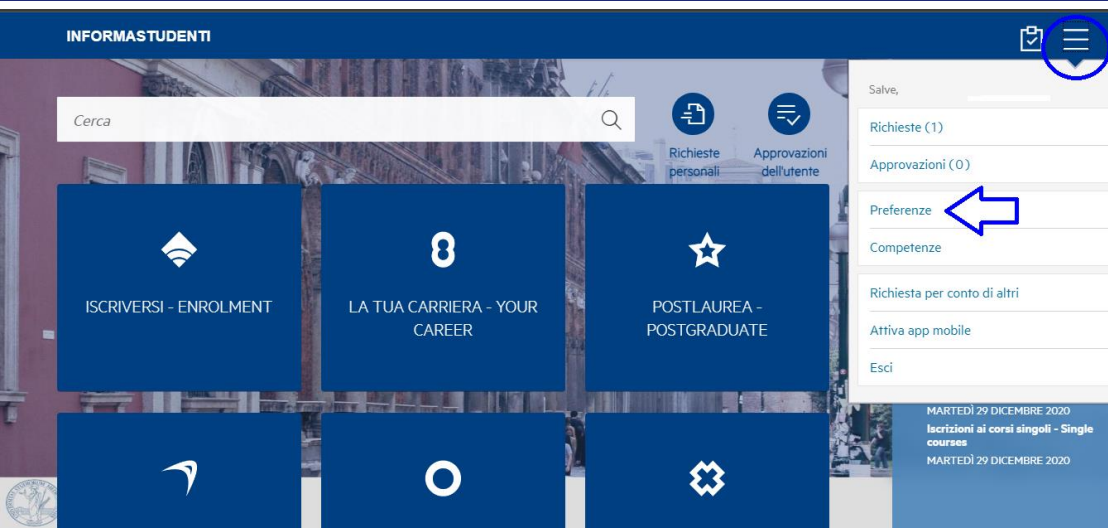 INFORMASTUDENTI
Cerca
Richieste
personali
Approvazioni
dell'utente
Salve,
Richieste (1)
Approvazioni (0)
Preferenze
Competenze
Richiesta per conto di altri
Attiva app mobile
Esci
ISCRIVERSI - ENROLMENT
LA TUA CARRIERA - YOUR
CAREER
POSTLAUREA -
POSTGRADUATE
MARTEDÌ 29 DICEMBRE 2020
Iscrizioni ai corsi singoli - Single
courses
MARTEDÌ 29 DICEMBRE 2020